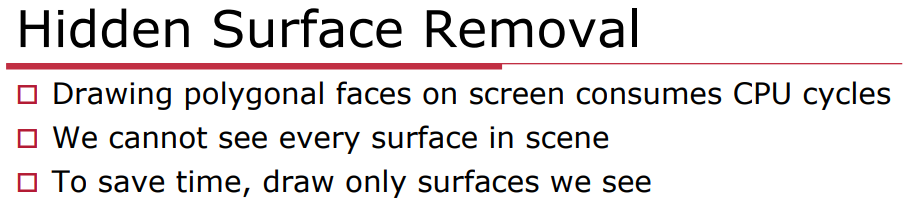 Hidden Surface Removal
Drawing polygonal faces on screen consumes CPU cycles
We cannot see every surface in scene
To save time, draw only surfaces we see